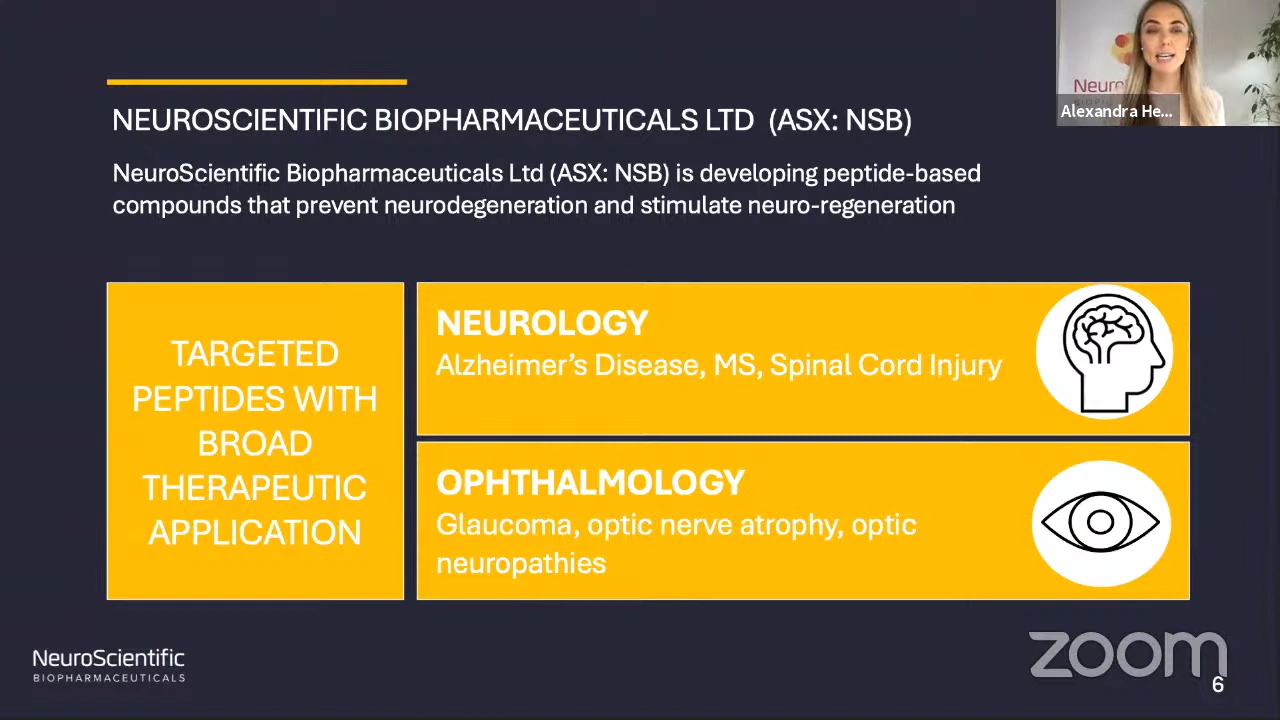 NEUROSCIENTIFIC BIOPHARMACEUTICALS LTD (ASX: NSB)
NeuroScientific Biopharmaceuticals Ltd (ASX: NSB) is developing peptide-based
compounds that prevent neurodegeneration and stimulate neuro-regeneration
Alexandra He...
TARGETED
PEPTIDES WITH
BROAD
THERAPEUTIC
APPLICATION
NEUROLOGY
Alzheimer's Disease, MS, Spinal Cord Injury
OPHTHALMOLOGY
Glaucoma, optic nerve atrophy, optic
neuropathies
NeuroScientific
BIOPHARMACEUTICALS
zoom
6